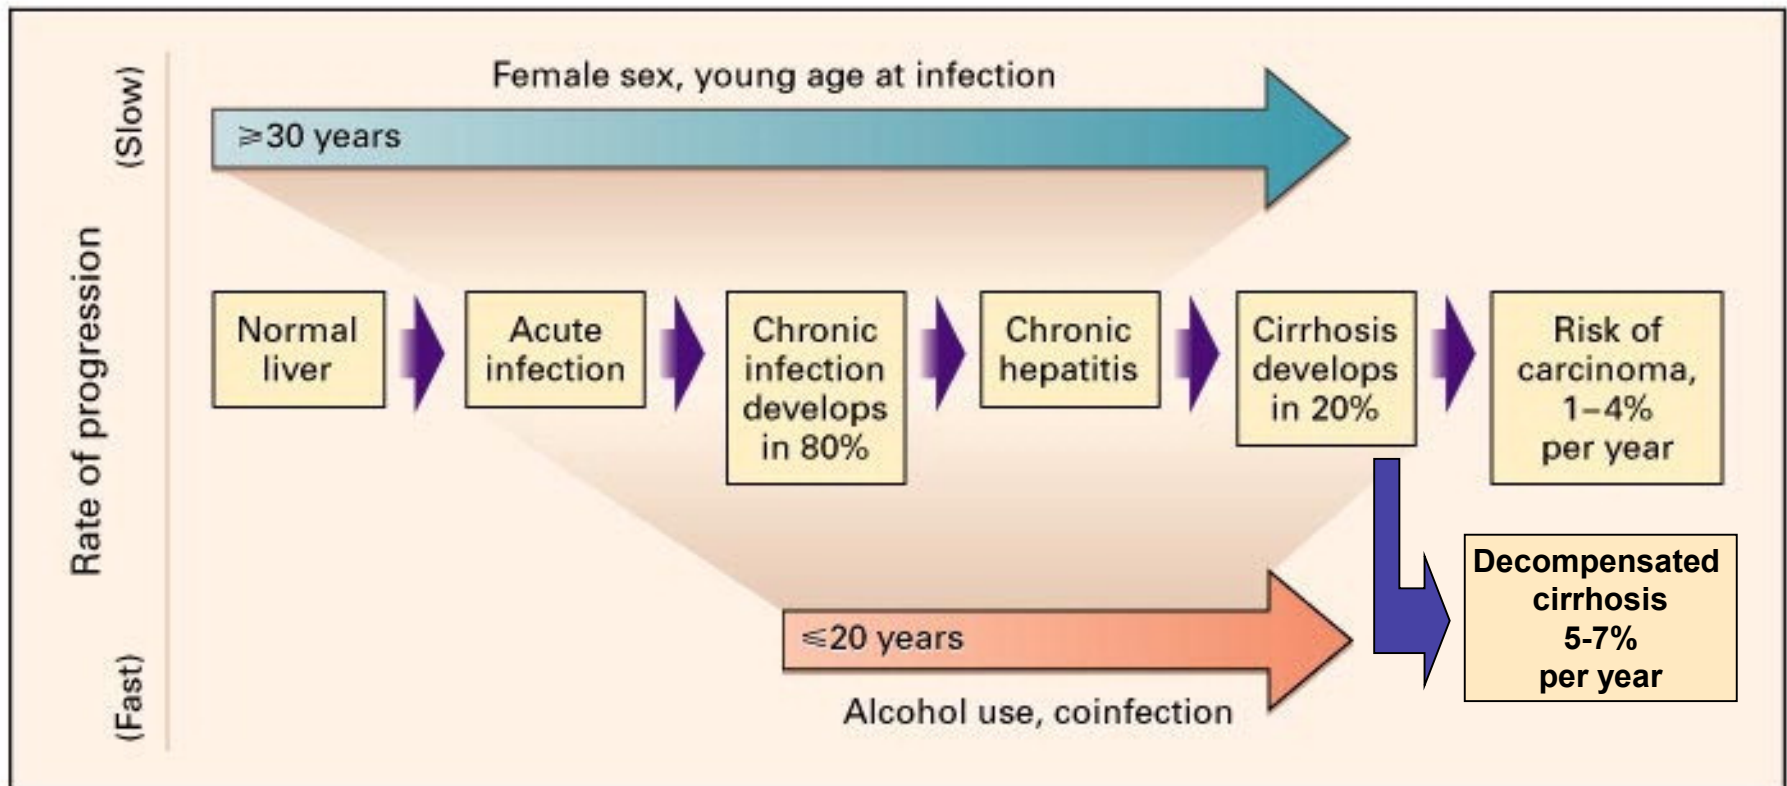 Rate of progression
(Slow)
(Fast)
Female sex, young age at infection
⩾30 years
Normal
liver
Acute
infection
Chronic
infection
develops
in 80%
Chronic
hepatitis
Cirrhosis
develops
in 20%
Risk of
carcinoma,
1–4%
per year
Decompensated
cirrhosis
5-7%
per year
⩽20 years
Alcohol use, coinfection